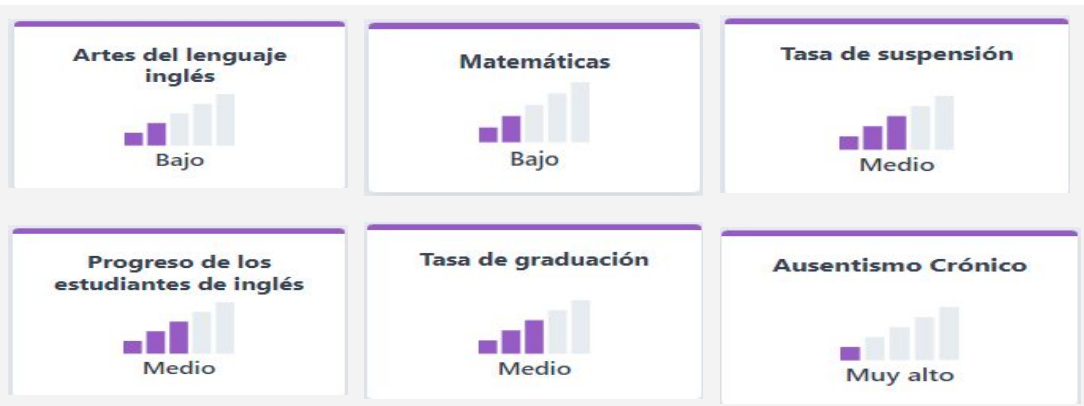 Artes del lenguaje
inglés
Bajo
Matemáticas
Bajo
Tasa de suspensión
Medio
Progreso de los
estudiantes de inglés
Medio
Tasa de graduación
Medio
Ausentismo Crónico
Muy alto